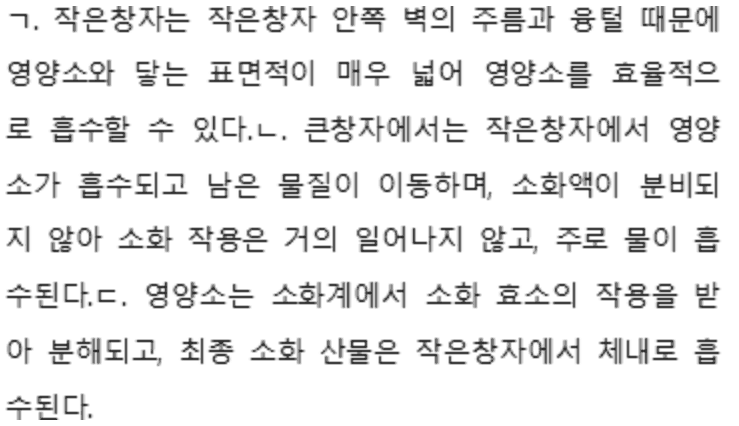 ㄱ. 작은창자는 작은창자 안쪽 벽의 주름과 융털 때문에
영양소와 닿는 표면적이 매우 넓어 영양소를 효율적으
로 흡수할 수 있다.ㄴ. 큰창자에서는 작은창자에서 영양
소가 흡수되고 남은 물질이 이동하며, 소화액이 분비되
지 않아 소화 작용은 거의 일어나지 않고, 주로 물이 흡
수된다.ㄷ. 영양소는 소화계에서 소화 효소의 작용을 받
아 분해되고, 최종 소화 산물은 작은창자에서 체내로 흡
수된다.